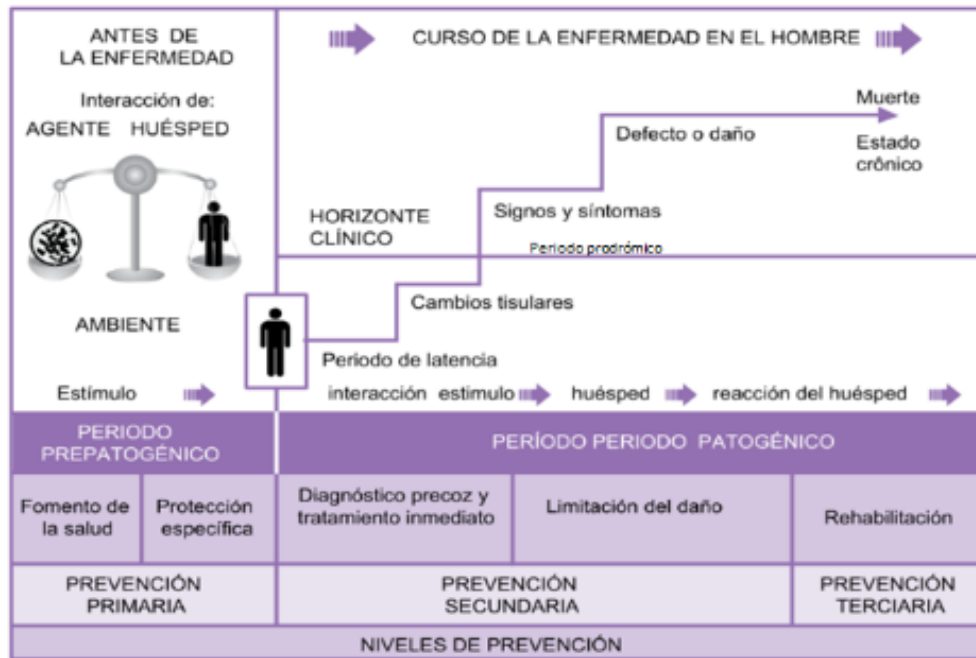 ANTES DE
LA ENFERMEDAD
Interacción de:
AGENTE HUÉSPED
AMBIENTE
Estímulo
CURSO DE LA ENFERMEDAD EN EL HOMBRE
Muerte
Defecto o daño
Estado
crônico
Signos y síntomas
HORIZONTE
CLÍNICO
Periodo prodrómico
Cambios tisulares
Periodo de latencia
interacción estimulo huésped reacción del huésped
PERIODO
PREPATOGÉNICO
PERÍODO PERIODO PATOGÉNICO
Fomento de
la salud
Protección
específica
Diagnóstico precoz y
tratamiento inmediato
Limitación del daño
Rehabilitación
PREVENCIÓN
PRIMARIA
PREVENCIÓN
SECUNDARIA
PREVENCIÓN
TERCIARIA
NIVELES DE PREVENCIÓN